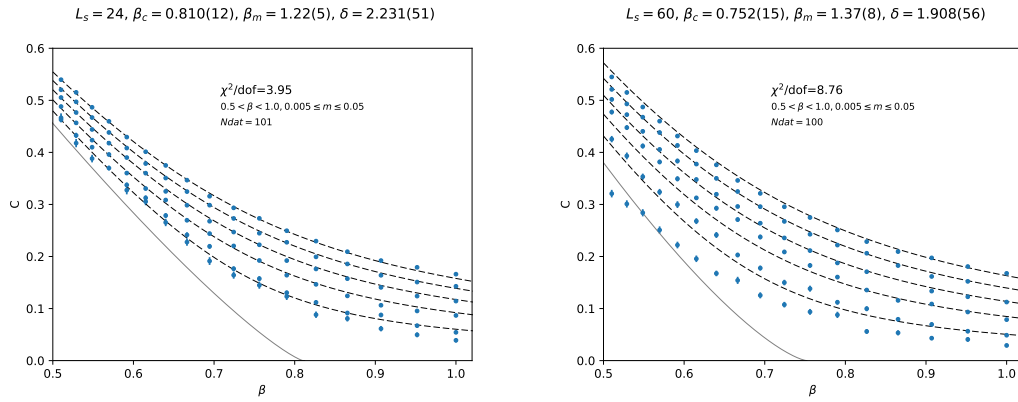 L_s = 24, β_c = 0.810(12), β_m = 1.22(5), δ = 2.231(51)
0.6
0.5
0.4
0.3
0.2
0.1
0.0
C
χ²/dof=3.95
0.5 < β < 1.0, 0.005 ≤ m ≤ 0.05
Ndat = 101
0.5 0.6 0.7 0.8 0.9 1.0
β
L_s = 60, β_c = 0.752(15), β_m = 1.37(8), δ = 1.908(56)
0.6
0.5
0.4
0.3
0.2
0.1
0.0
C
χ²/dof=8.76
0.5 < β < 1.0, 0.005 ≤ m ≤ 0.05
Ndat = 100
0.5 0.6 0.7 0.8 0.9 1.0
β